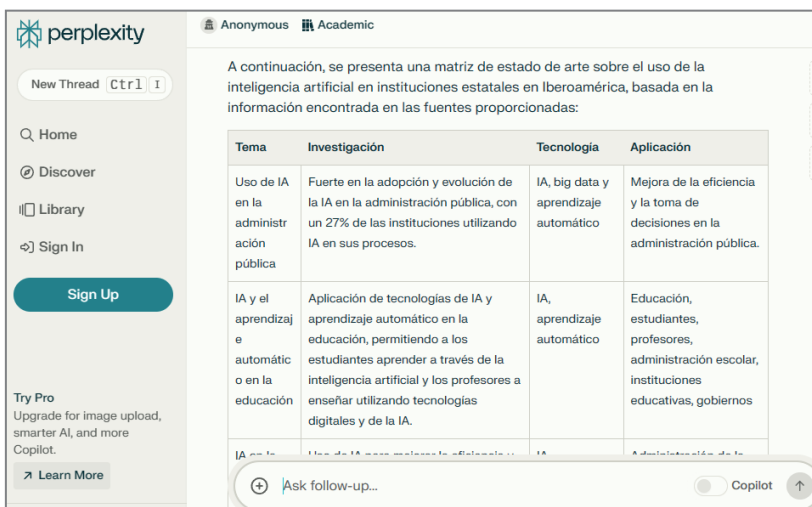 perplexity
New Thread Ctrl I
Home
Discover
Library
Sign In
Sign Up
Try Pro
Upgrade for image upload,
smarter AI, and more
Copilot.
Learn More
Anonymous Academic
A continuación, se presenta una matriz de estado de arte sobre el uso de la
inteligencia artificial en instituciones estatales en Iberoamérica, basada en la
información encontrada en las fuentes proporcionadas:
Tema Investigación Tecnología Aplicación
Uso de IA
en la
administr
ación
pública
Fuerte en la adopción y evolución de
la IA en la administración pública, con
un 27% de las instituciones utilizando
IA en sus procesos.
IA, big data y
aprendizaje
automático
Mejora de la eficiencia
y la toma de
decisiones en la
administración pública.
IA y el
aprendizaj
e
automátic
o en la
educación
Aplicación de tecnologías de IA y
aprendizaje automático en la
educación, permitiendo a los
estudiantes aprender a través de la
inteligencia artificial y los profesores a
enseñar utilizando tecnologías
digitales y de la IA.
IA,
aprendizaje
automático
Educación,
estudiantes,
profesores,
administración escolar,
instituciones
educativas, gobiernos
Ask follow-up...
Copilot